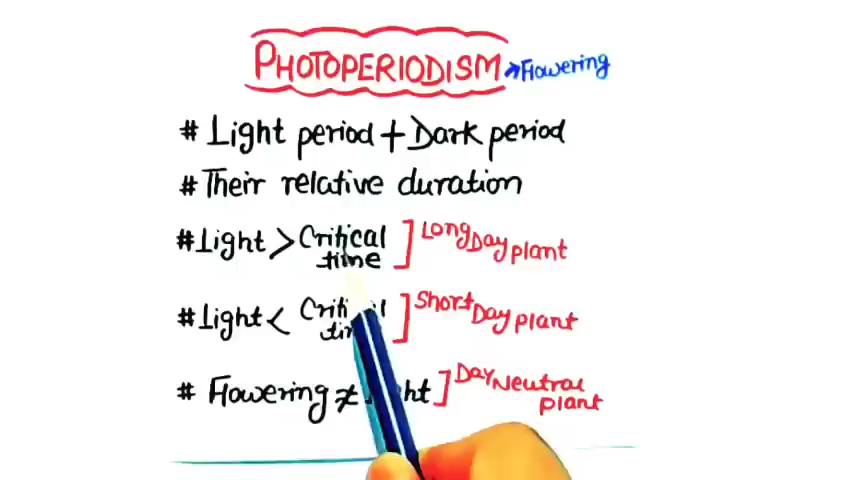 PHOTOPERIODISM → Flowering
# Light period + Dark period
# Their relative duration
# Light > Critical time ] Long Day plant
# Light < ] Short Day plant
# Flowering ≠ ] Day Neutral plant